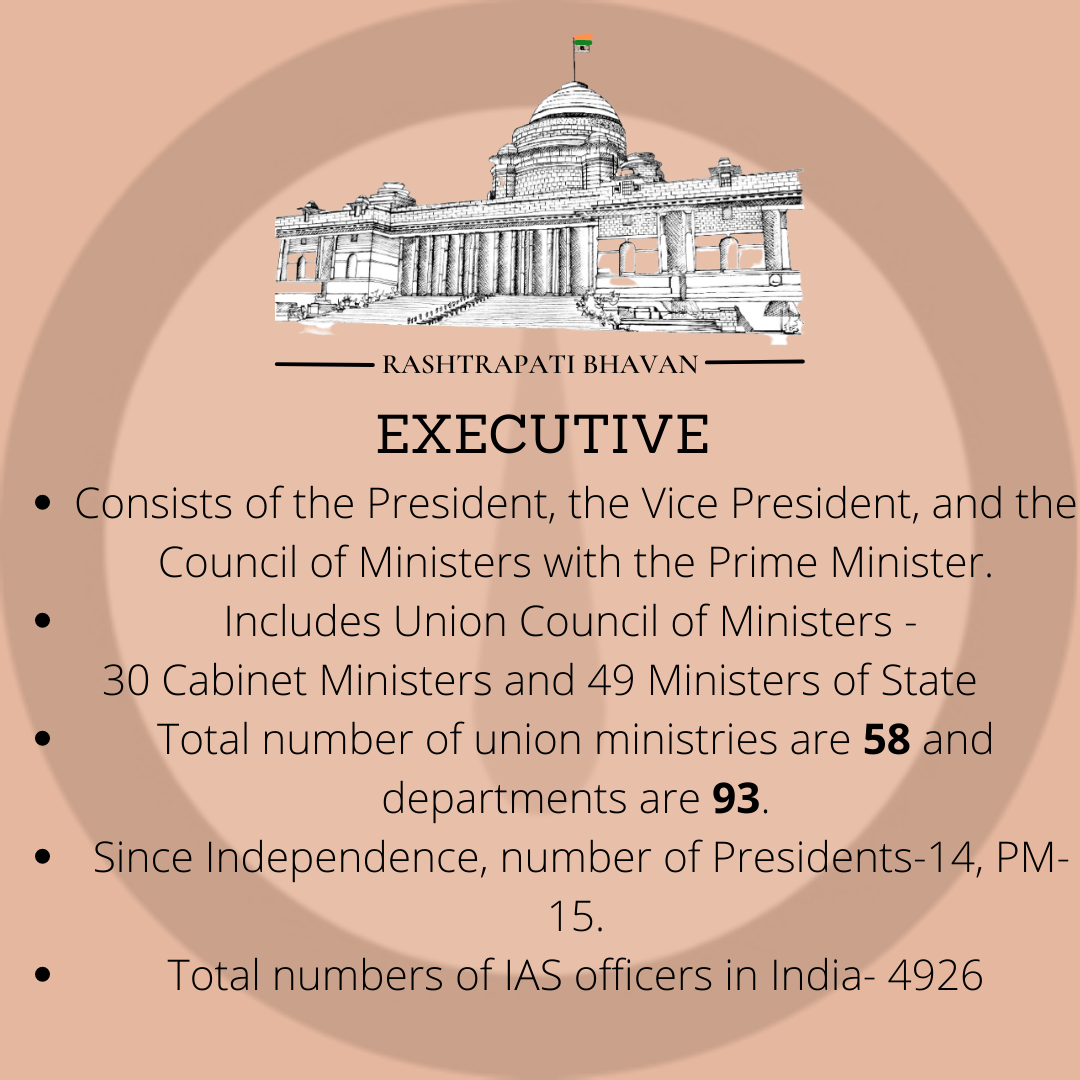 RASHTRAPATI BHAVAN
EXECUTIVE
• Consists of the President, the Vice President, and the
Council of Ministers with the Prime Minister.
• Includes Union Council of Ministers -
30 Cabinet Ministers and 49 Ministers of State
• Total number of union ministries are 58 and
departments are 93.
• Since Independence, number of Presidents-14, PM-
15.
• Total numbers of IAS officers in India- 4926